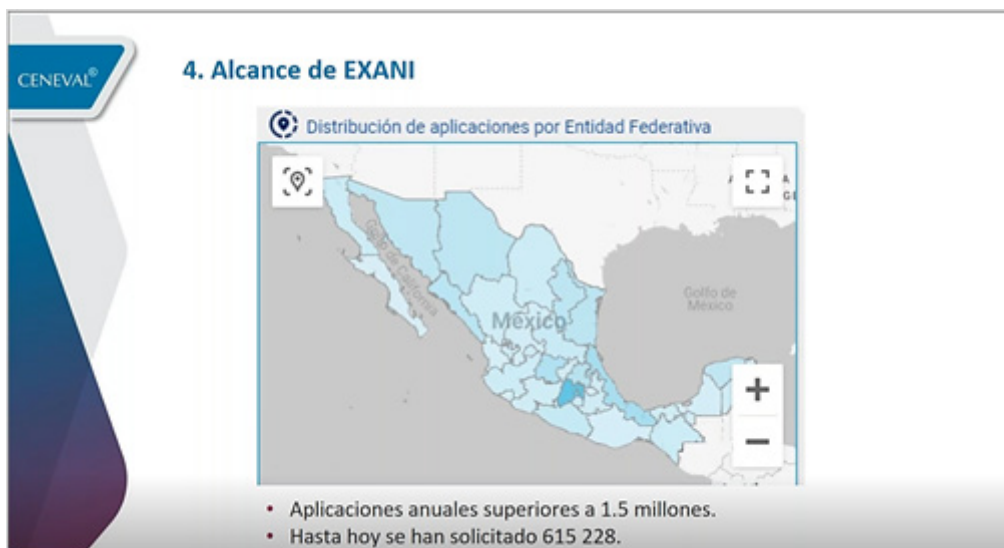 CENEVAL®
4. Alcance de EXANI
Distribución de aplicaciones por Entidad Federativa
Golfo de California
México
Golfo de
México
• Aplicaciones anuales superiores a 1.5 millones.
• Hasta hoy se han solicitado 615 228.